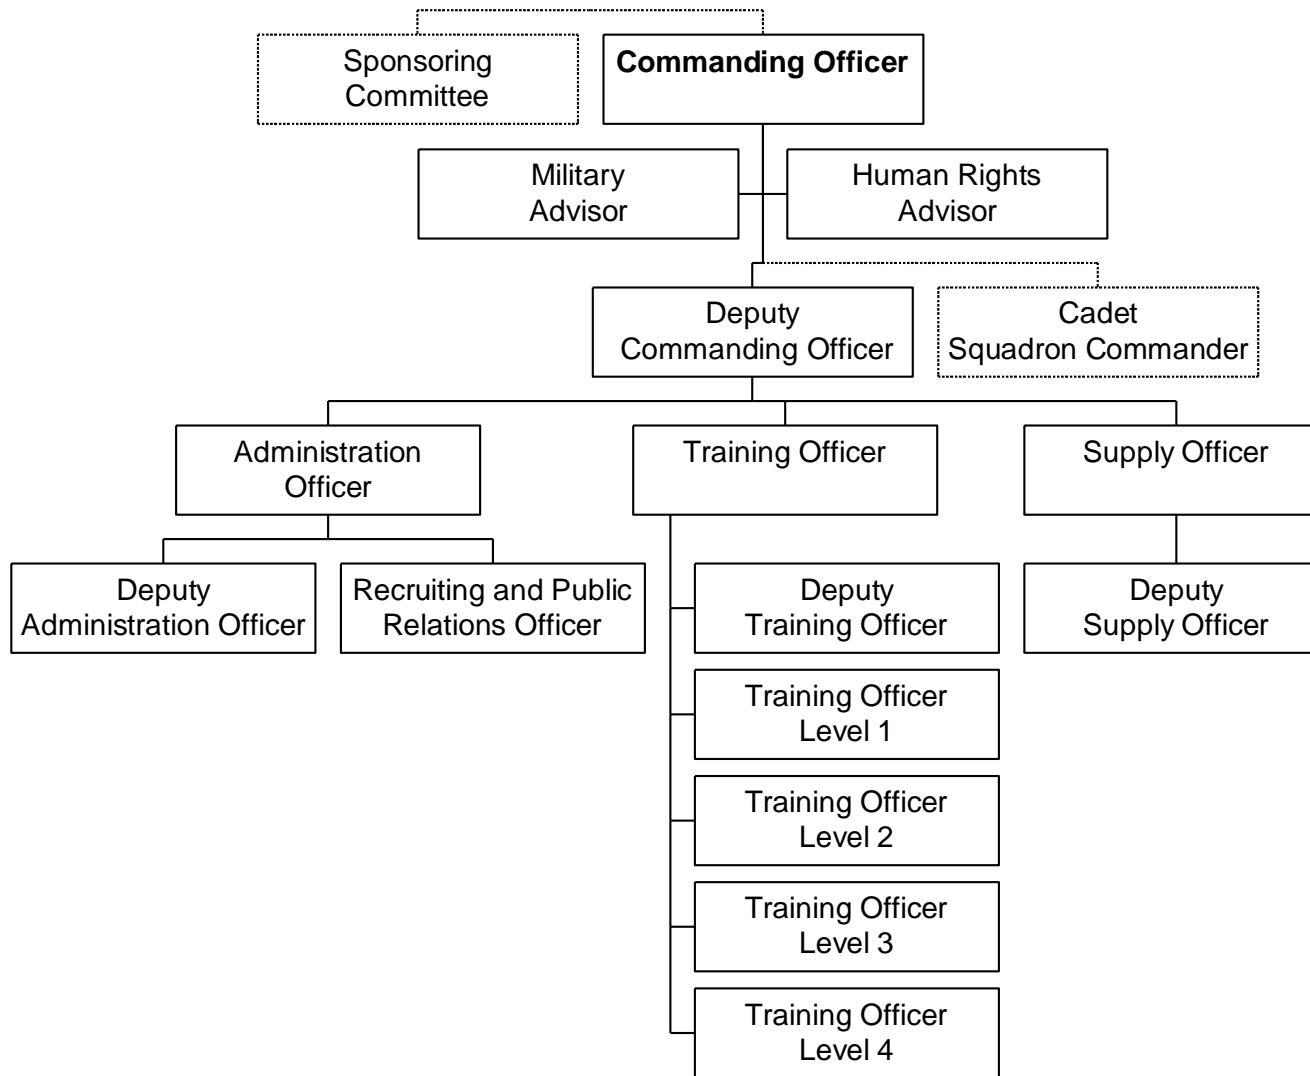 Sponsoring
Committee
Commanding Officer
Military
Advisor
Human Rights
Advisor
Deputy
Commanding Officer
Cadet
Squadron Commander
Administration
Officer
Training Officer
Supply Officer
Deputy
Administration Officer
Recruiting and Public
Relations Officer
Deputy
Training Officer
Deputy
Supply Officer
Training Officer
Level 1
Training Officer
Level 2
Training Officer
Level 3
Training Officer
Level 4